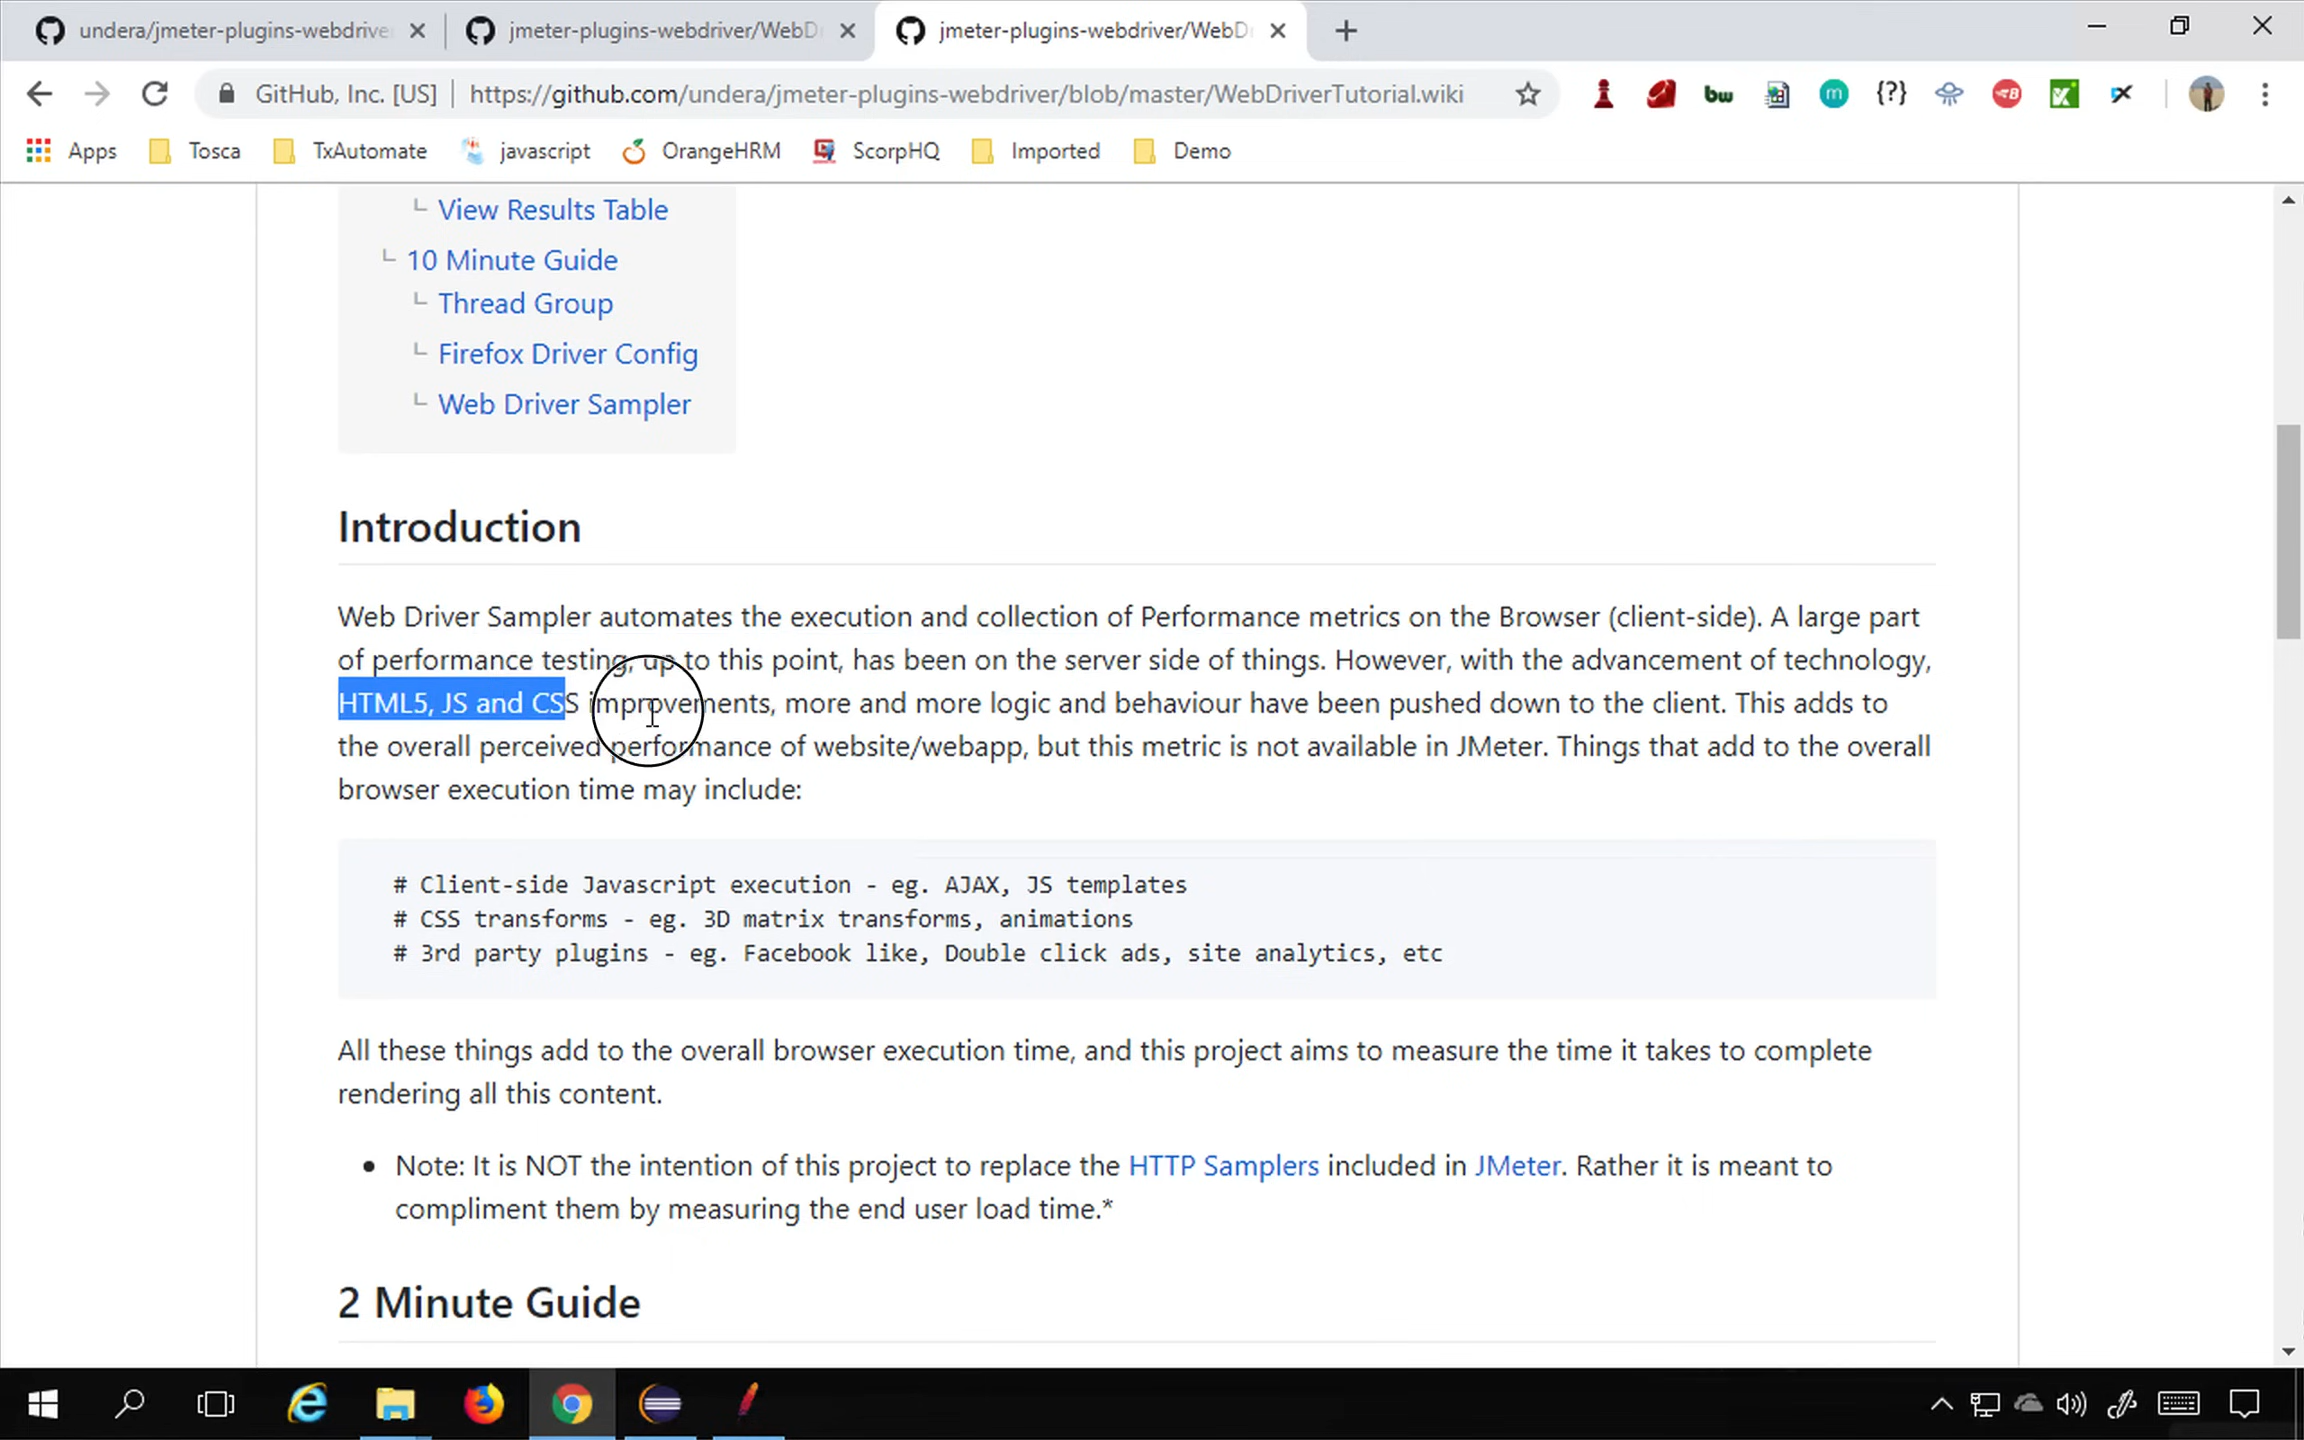 undera/jmeter-plugins-webdrive
jmeter-plugins-webdriver/WebD
jmeter-plugins-webdriver/WebD
GitHub, Inc. [US]
https://github.com/undera/jmeter-plugins-webdriver/blob/master/WebDriverTutorial.wiki
bw
m
{?}
Apps
Tosca
TxAutomate
javascript
OrangeHRM
ScorpHQ
Imported
Demo
View Results Table
10 Minute Guide
Thread Group
Firefox Driver Config
Web Driver Sampler
Introduction
Web Driver Sampler automates the execution and collection of Performance metrics on the Browser (client-side). A large part
of performance testing, up to this point, has been on the server side of things. However, with the advancement of technology,
HTML5, JS and CSS improvements, more and more logic and behaviour have been pushed down to the client. This adds to
the overall perceived performance of website/webapp, but this metric is not available in JMeter. Things that add to the overall
browser execution time may include:
# Client-side Javascript execution - eg. AJAX, JS templates
# CSS transforms - eg. 3D matrix transforms, animations
# 3rd party plugins - eg. Facebook like, Double click ads, site analytics, etc
All these things add to the overall browser execution time, and this project aims to measure the time it takes to complete
rendering all this content.
Note: It is NOT the intention of this project to replace the HTTP Samplers included in JMeter. Rather it is meant to
compliment them by measuring the end user load time.*
2 Minute Guide